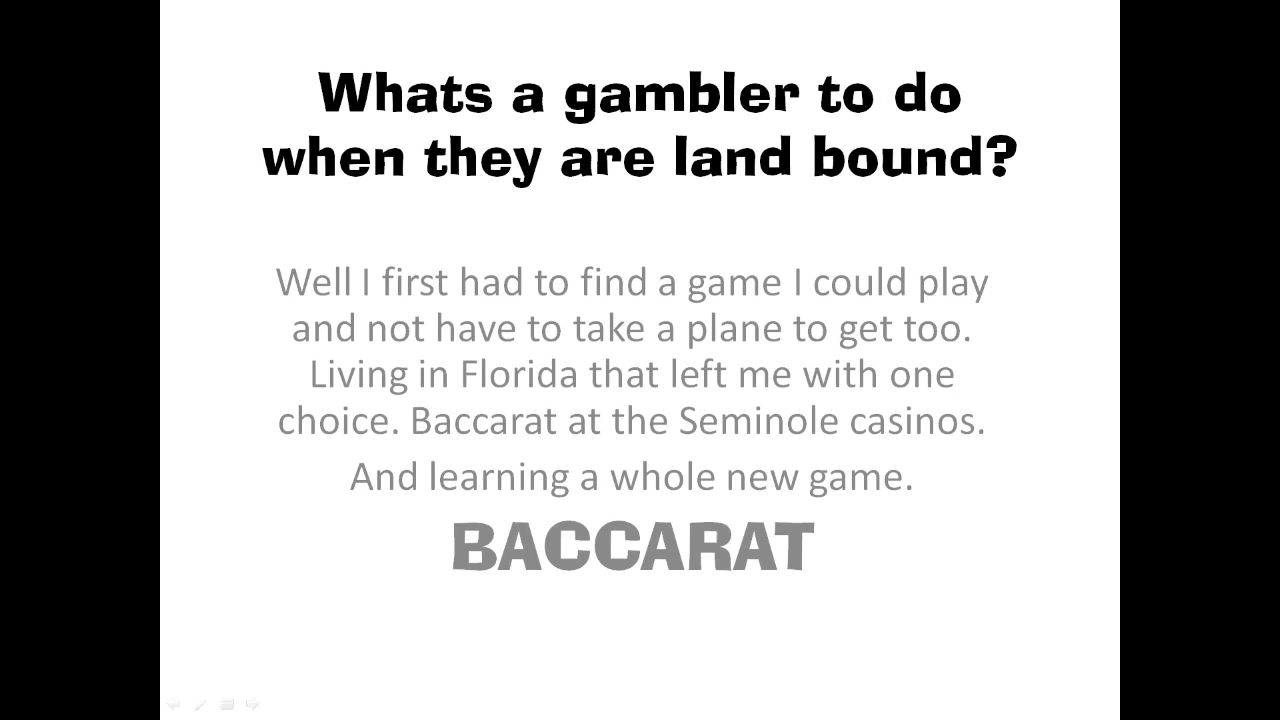 Whats a gambler to do
when they are land bound?
Well I first had to find a game I could play
and not have to take a plane to get too.
Living in Florida that left me with one
choice. Baccarat at the Seminole casinos.
And learning a whole new game.
BACCARAT